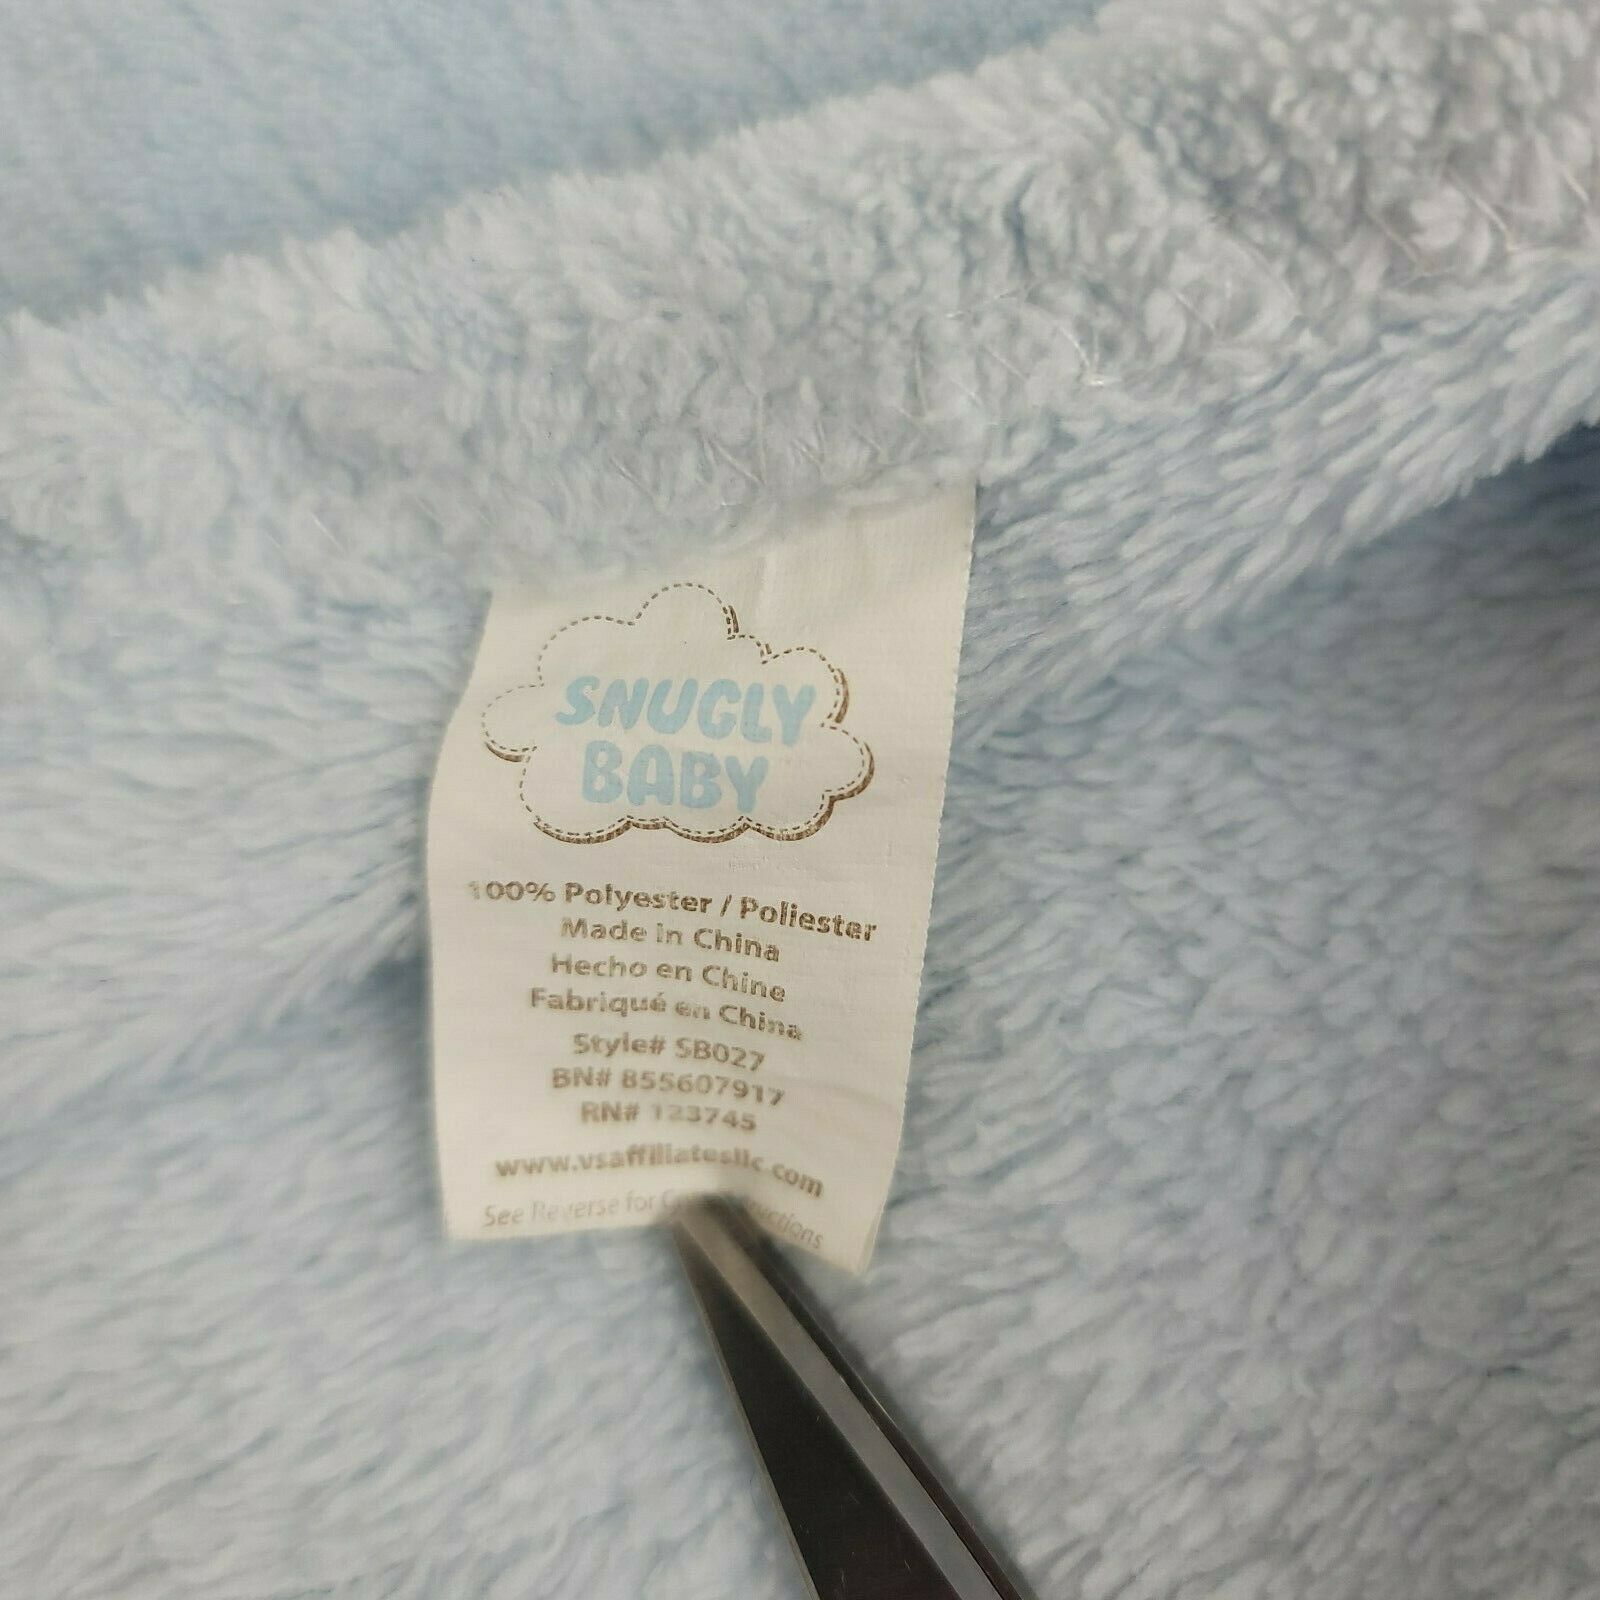 SNUGLY
BABY
100% Polyester / Poliester
Made in China
Hecho en Chine
Fabriqué en China
Style# SB027
BN# 855607917
RN# 123745
www.vsaffiliatesllc.com
See Reverse for